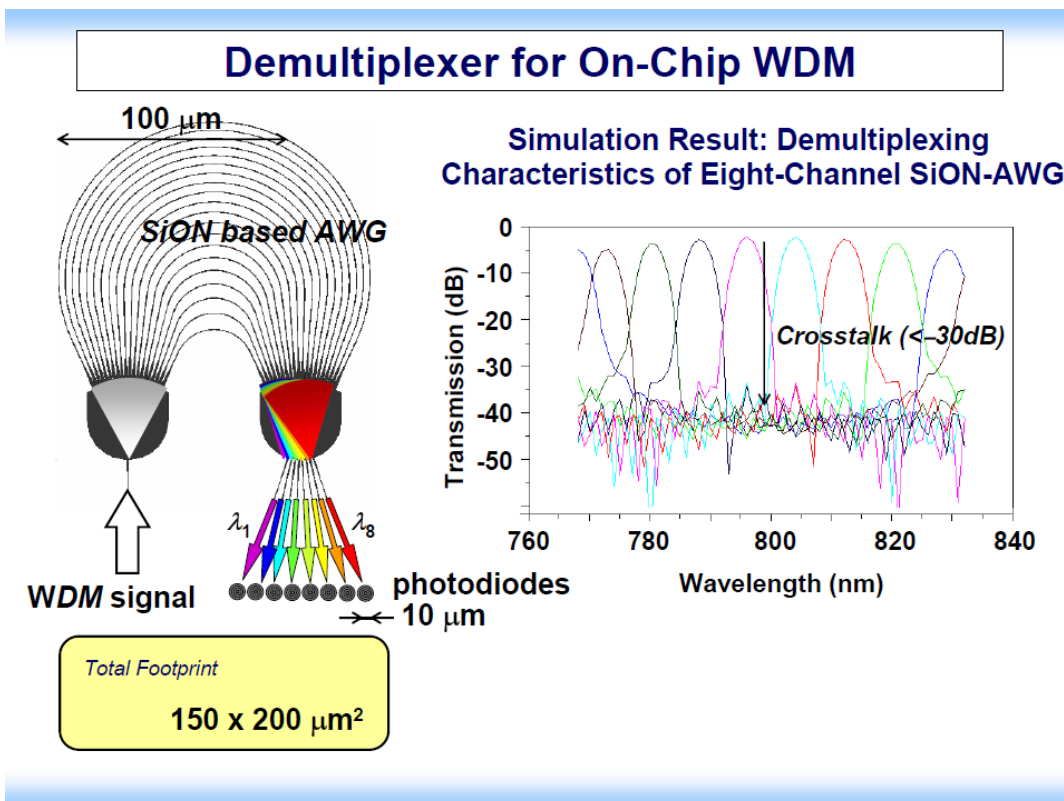 Demultiplexer for On-Chip WDM
100 μm
SiON based AWG
λ1
λ8
WDM signal
photodiodes
10 μm
Total Footprint
150 x 200 μm²
Simulation Result: Demultiplexing
Characteristics of Eight-Channel SiON-AWG
Transmission (dB)
0
-10
-20
-30
-40
-50
Crosstalk (<–30dB)
760
780
800
820
840
Wavelength (nm)